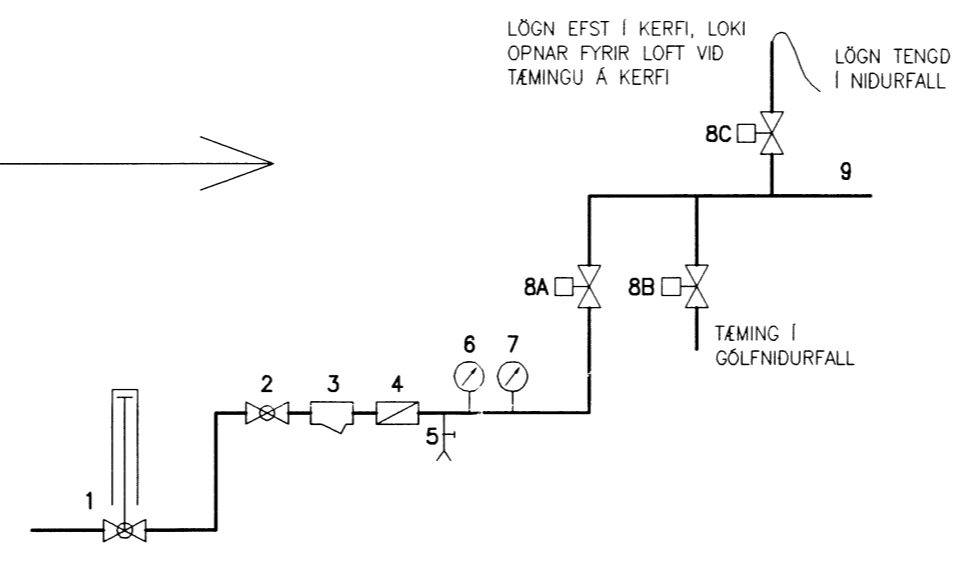 LÖGN EFST Í KERFI, LOKI
OPNAR FYRIR LOFT VIÐ
TÆMINGU Á KERFI
LÖGN TENGD
Í NIÐURFALL
8C
9
8A
8B
TÆMING Í
GÓLFNIÐURFALL
6
7
2
3
4
5
1